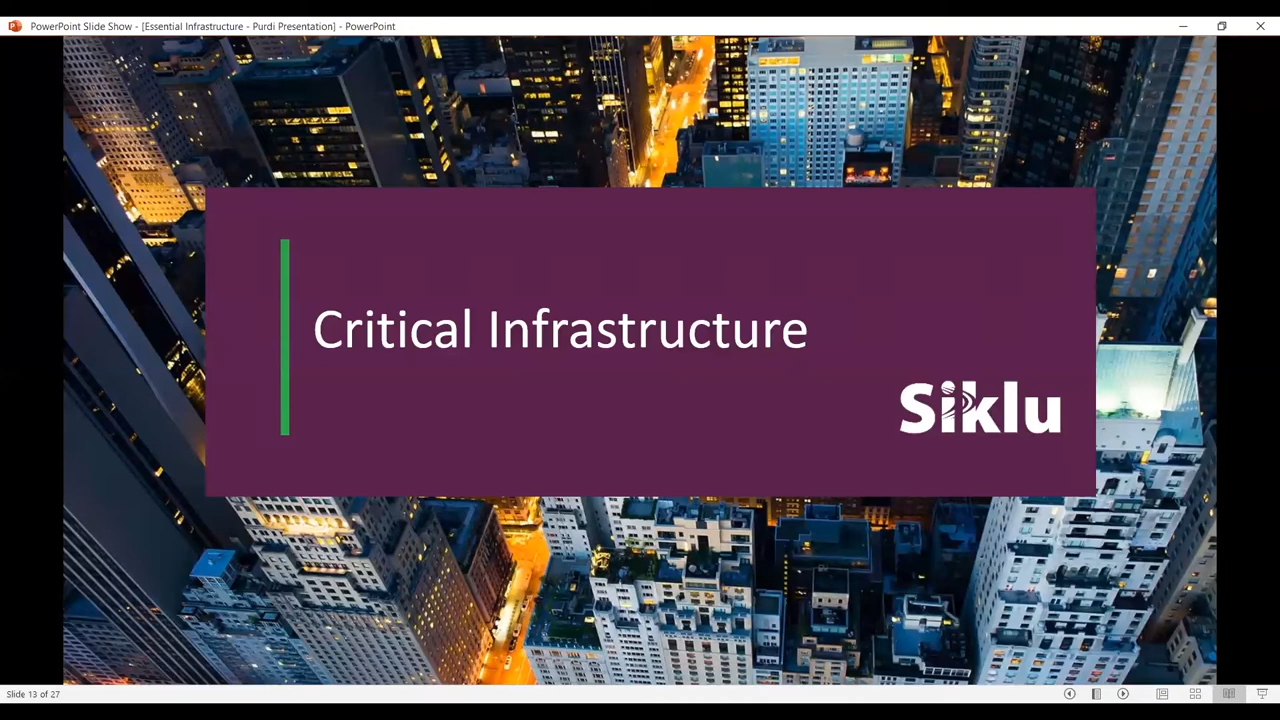 PowerPoint Slide Show - [Essential Infrastructure - Purdi Presentation] - PowerPoint
Critical Infrastructure
Siklu
Slide 13 of 27